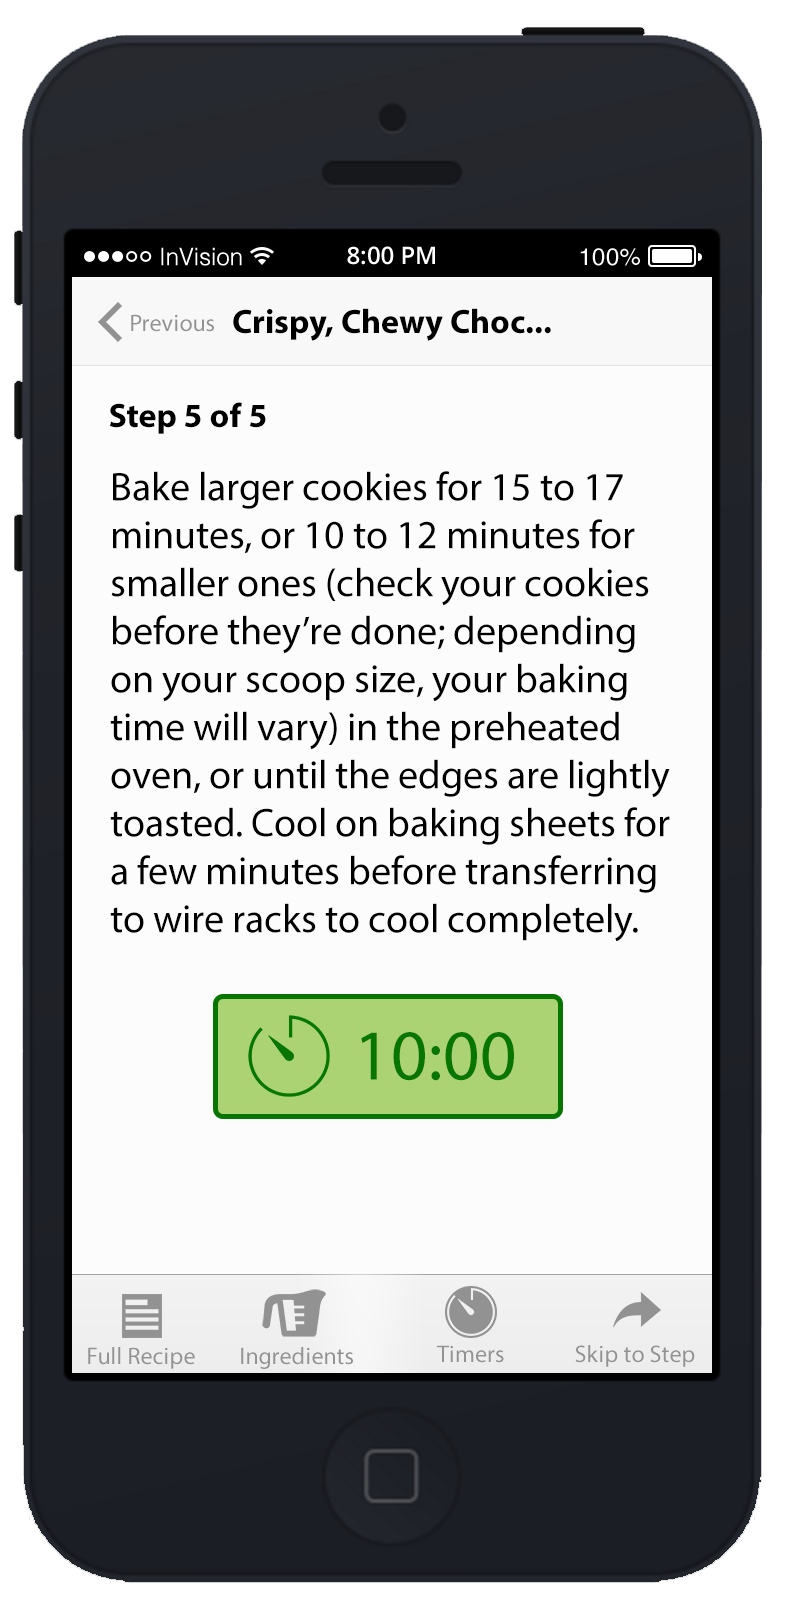 InVision 8:00 PM 100%
Previous Crispy, Chewy Choc...
Step 5 of 5
Bake larger cookies for 15 to 17
minutes, or 10 to 12 minutes for
smaller ones (check your cookies
before they’re done; depending
on your scoop size, your baking
time will vary) in the preheated
oven, or until the edges are lightly
toasted. Cool on baking sheets for
a few minutes before transferring
to wire racks to cool completely.
10:00
Full Recipe Ingredients Timers Skip to Step